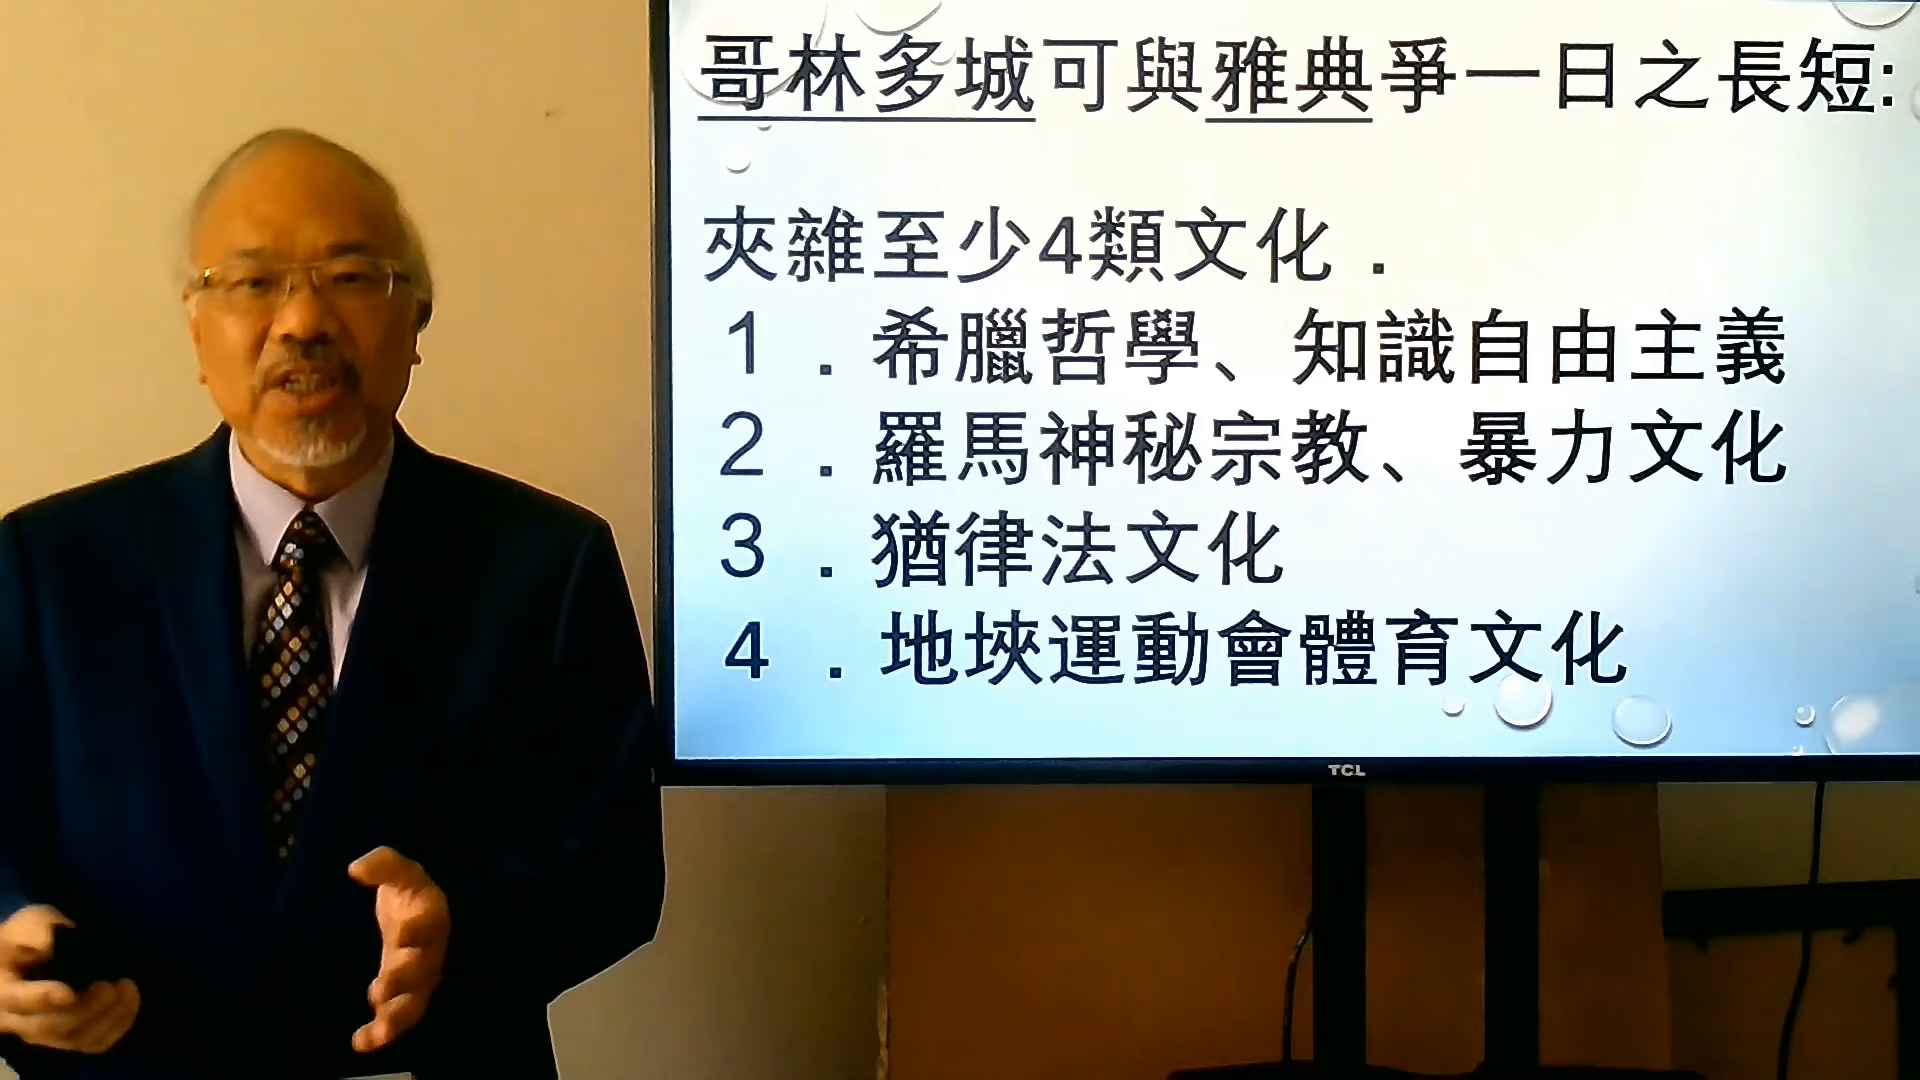 哥林多城可與雅典爭一日之長短:
夾雜至少4類文化．
1．希臘哲學、知識自由主義
2．羅馬神秘宗教、暴力文化
3．猶律法文化
4．地埉運動會體育文化
TCL